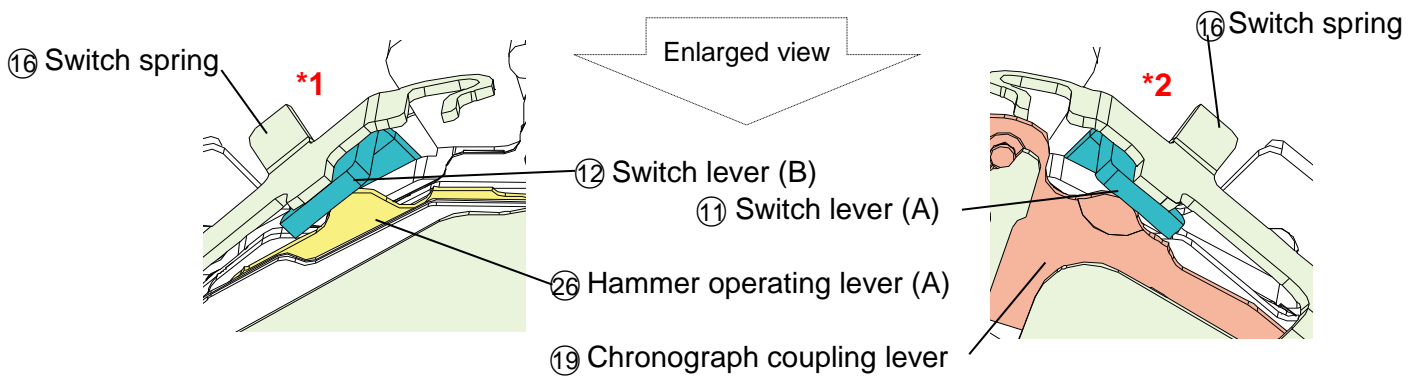 ⑯ Switch spring
*1
Enlarged view
*2
⑯ Switch spring
⑫ Switch lever (B)
⑪ Switch lever (A)
㉖ Hammer operating lever (A)
⑲ Chronograph coupling lever